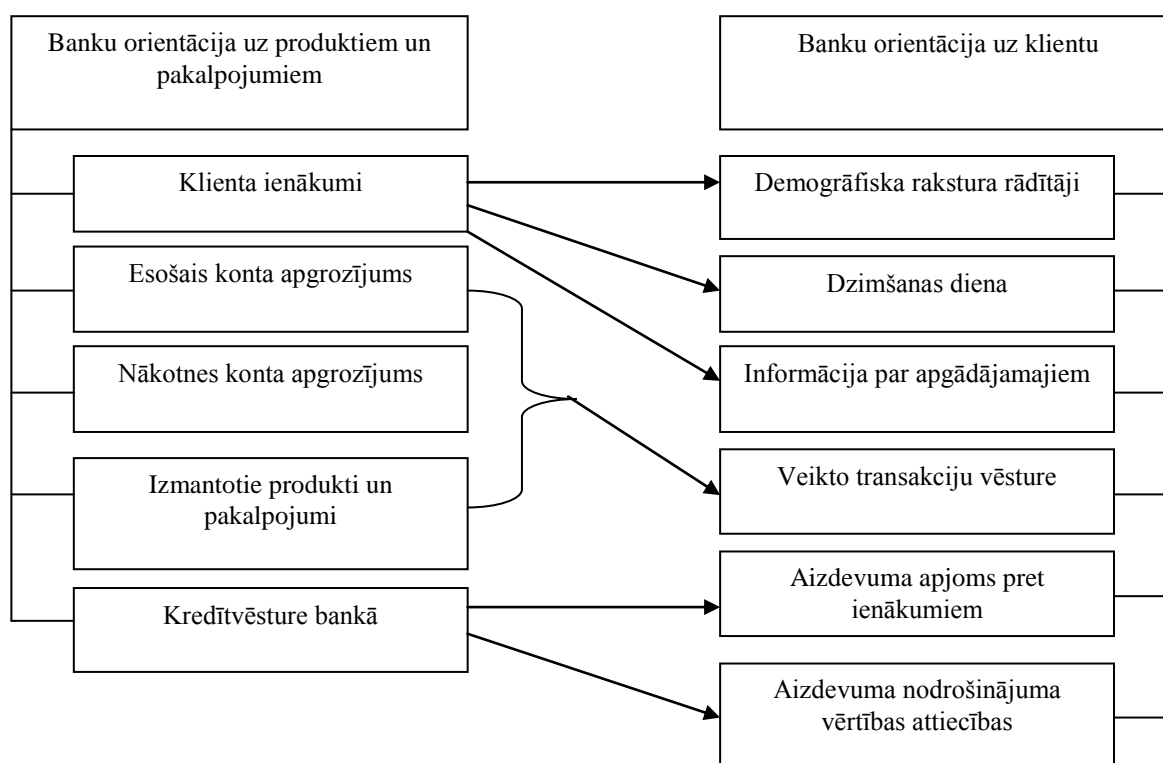 Banku orientācija uz produktiem un
pakalpojumiem
Klienta ienākumi
Esošais konta apgrozījums
Nākotnes konta apgrozījums
Izmantotie produkti un
pakalpojumi
Kredītvēsture bankā
Banku orientācija uz klientu
Demogrāfiska rakstura rādītāji
Dzimšanas diena
Informācija par apgādājamajiem
Veikto transakciju vēsture
Aizdevuma apjoms pret
ienākumiem
Aizdevuma nodrošinājuma
vērtības attiecības